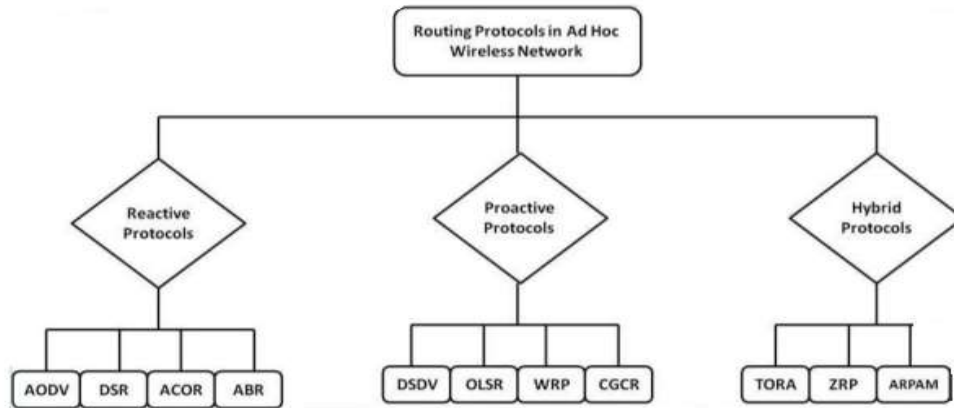 Routing Protocols in Ad Hoc
Wireless Network
Reactive
Protocols
Proactive
Protocols
Hybrid
Protocols
AODV
DSR
ACOR
ABR
DSDV
OLSR
WRP
CGCR
TORA
ZRP
ARPAM